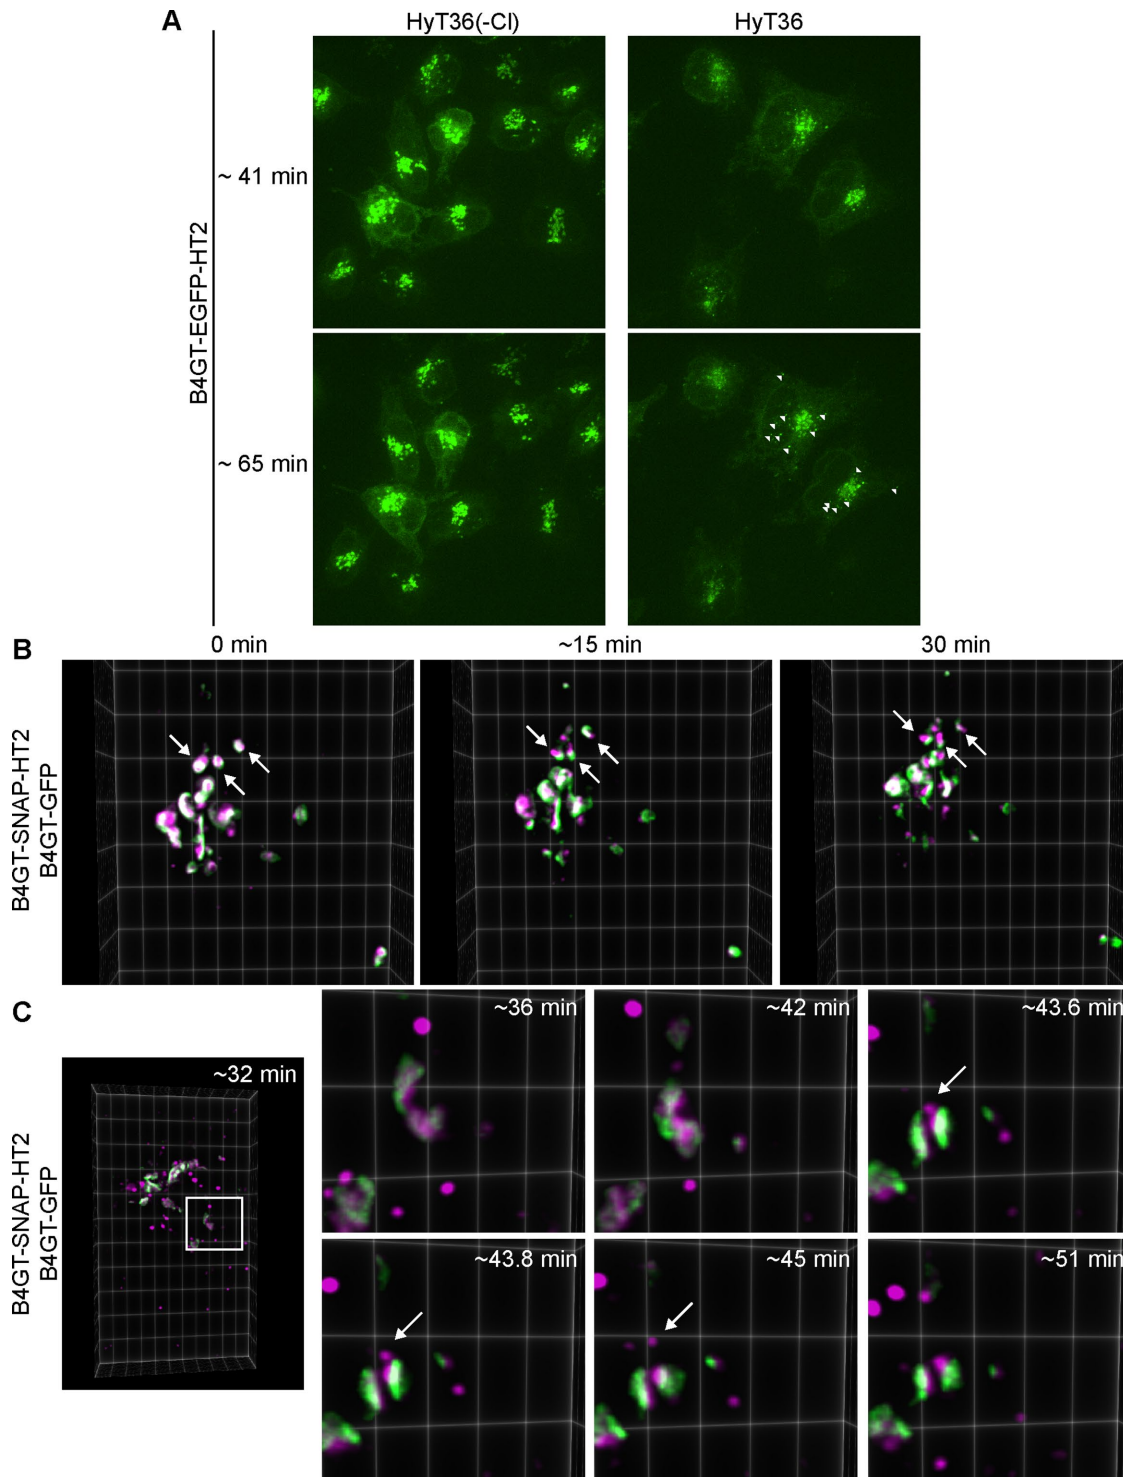 A
HyT36(-Cl)
HyT36
B4GT-EGFP-HT2
~ 41 min
~ 65 min
B
0 min
~15 min
30 min
B4GT-SNAP-HT2
B4GT-GFP
C
B4GT-SNAP-HT2
B4GT-GFP
~32 min
~36 min
~42 min
~43.6 min
~43.8 min
~45 min
~51 min